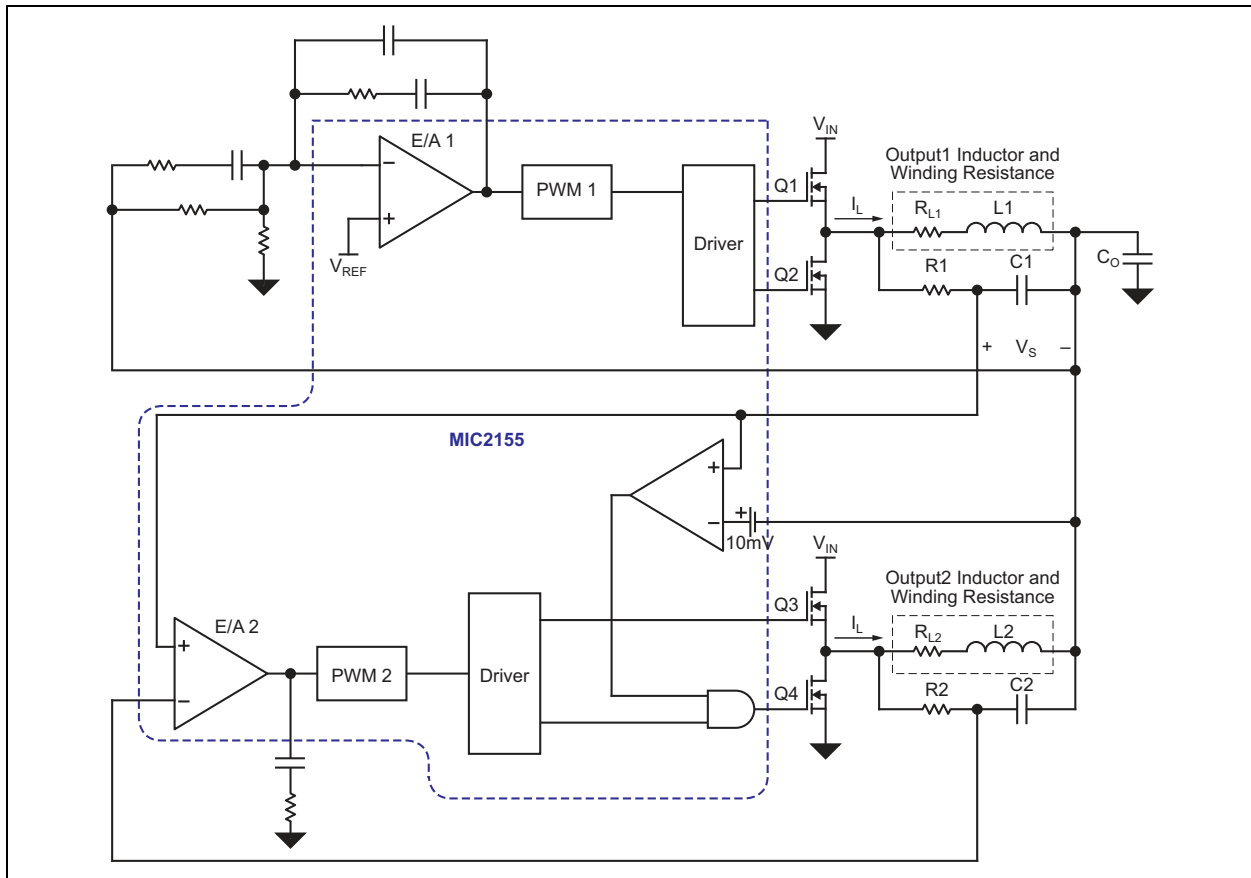 E/A 1
−
+
V_REF
PWM 1
Driver
V_IN
Q1
Q2
I_L
Output1 Inductor and
Winding Resistance
R_L1
L1
R1
C1
C_O
+ V_S −
MIC2155
+
−
+
10mV
E/A 2
+
−
PWM 2
Driver
V_IN
Q3
Q4
I_L
Output2 Inductor and
Winding Resistance
R_L2
L2
R2
C2